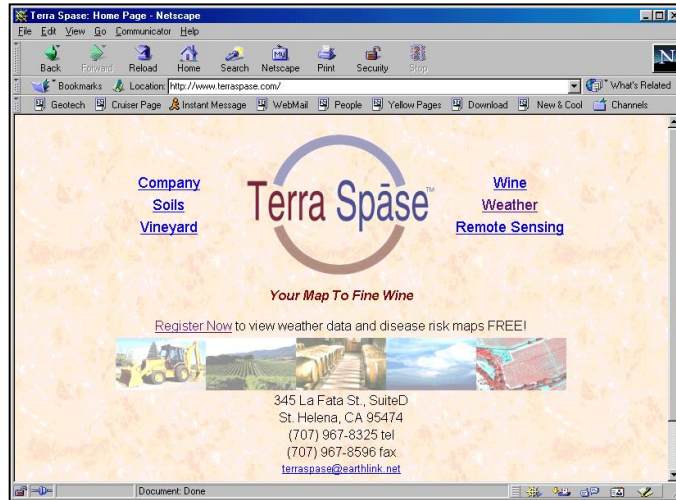 Terra Spase: Home Page - Netscape
File Edit View Go Communicator Help
Back Forward Reload Home Search Netscape Print Security Stop
N
Bookmarks Location: http://www.terraspase.com/ What's Related
Geotech Cruiser Page Instant Message WebMail People Yellow Pages Download New & Cool Channels
Company
Soils
Vineyard
Terra Spāse™
Wine
Weather
Remote Sensing
Your Map To Fine Wine
Register Now to view weather data and disease risk maps FREE!
345 La Fata St., SuiteD
St. Helena, CA 95474
(707) 967-8325 tel
(707) 967-8596 fax
terraspase@earthlink.net
Document: Done